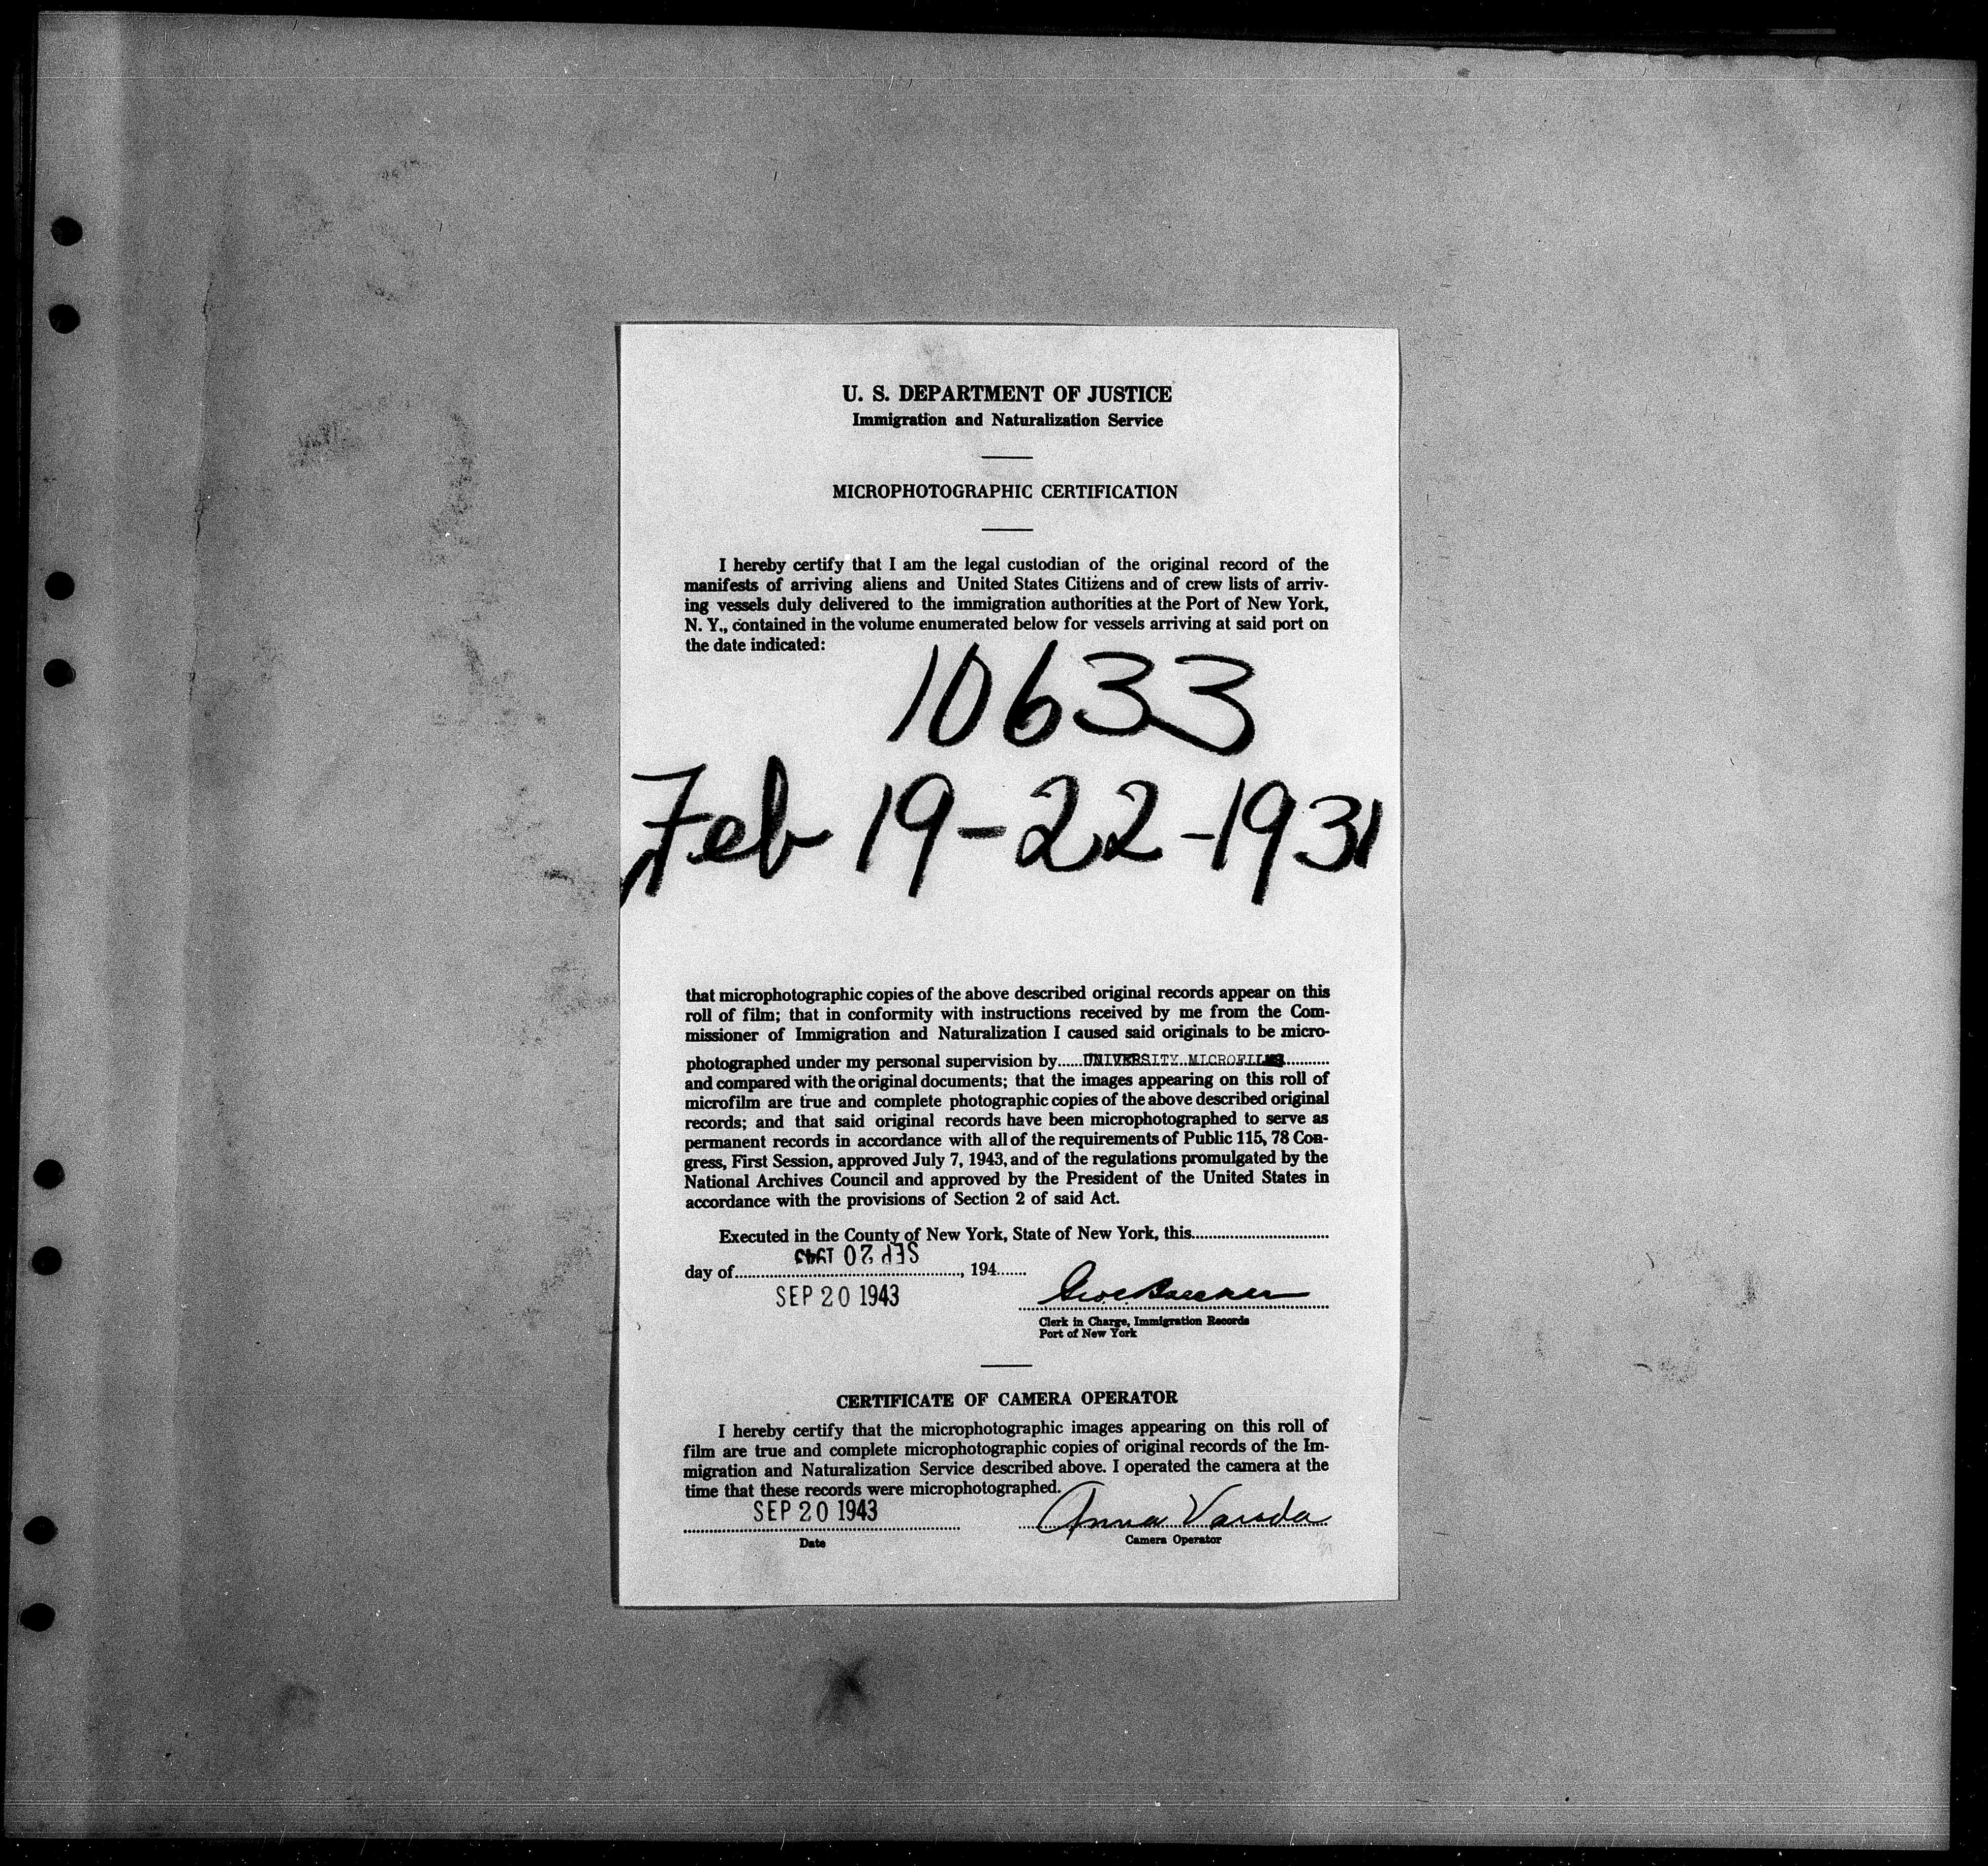 U. S. DEPARTMENT OF JUSTICE
Immigration and Naturalization Service
MICROPHOTOGRAPHIC CERTIFICATION
I hereby certify that I am the legal custodian of the original record of the
manifests of arriving aliens and United States Citizens and of crew lists of arriv-
ing vessels duly delivered to the immigration authorities at the Port of New York,
N. Y., contained in the volume enumerated below for vessels arriving at said port on
the date indicated:
10633
Feb 19-22-1931
that microphotographic copies of the above described original records appear on this
roll of film; that in conformity with instructions received by me from the Com-
missioner of Immigration and Naturalization I caused said originals to be micro-
photographed under my personal supervision by......UNIVERSITY MICROFILMS............
and compared with the original documents; that the images appearing on this roll of
microfilm are true and complete photographic copies of the above described original
records; and that said original records have been microphotographed to serve as
permanent records in accordance with all of the requirements of Public 115, 78 Con-
gress, First Session, approved July 7, 1943, and of the regulations promulgated by the
National Archives Council and approved by the President of the United States in
accordance with the provisions of Section 2 of said Act.
Executed in the County of New York, State of New York, this
SEP 20 1943
day of, 194
SEP 20 1943
Clerk in Charge, Immigration Records
Port of New York
CERTIFICATE OF CAMERA OPERATOR
I hereby certify that the microphotographic images appearing on this roll of
film are true and complete microphotographic copies of original records of the Im-
migration and Naturalization Service described above. I operated the camera at the
time that these records were microphotographed.
SEP 20 1943
Anna Varsda
Date
Camera Operator